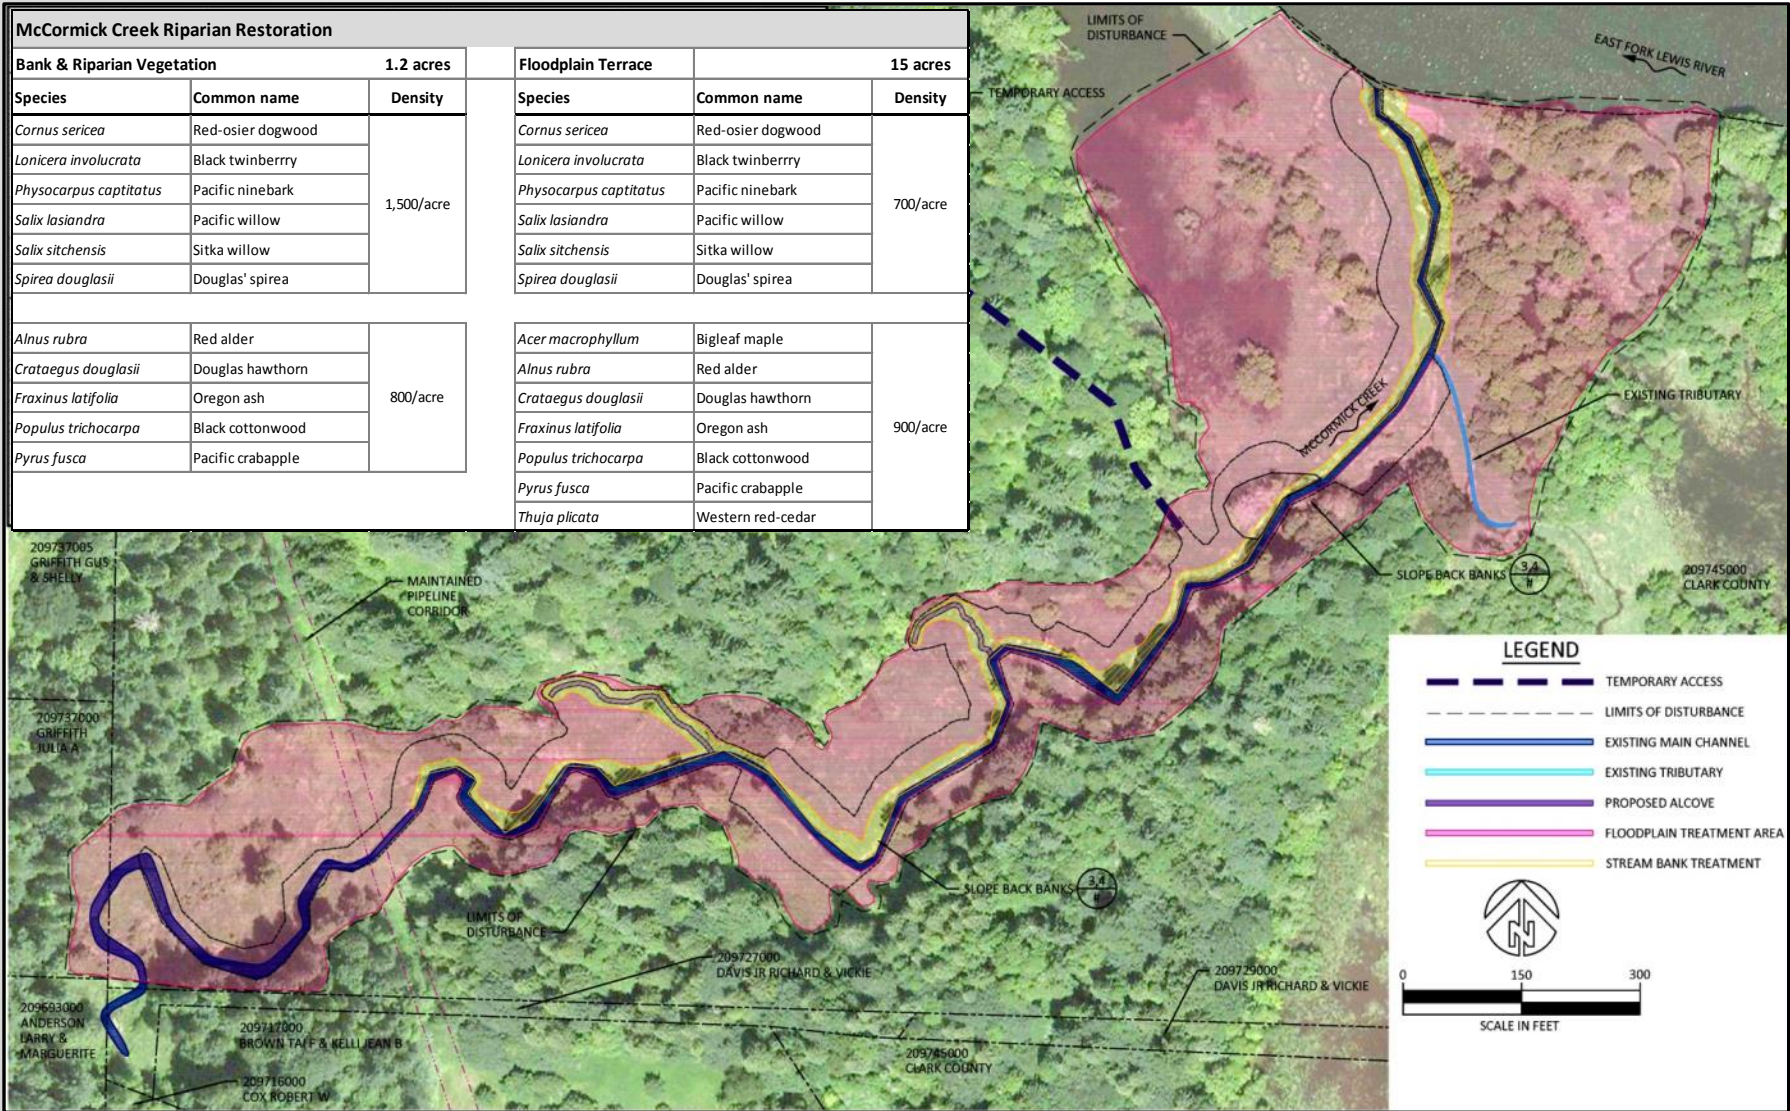 McCormick Creek Riparian Restoration
Bank & Riparian Vegetation 1.2 acres Floodplain Terrace 15 acres
Species Common name Density Species Common name Density
Cornus sericea Red-osier dogwood Cornus sericea Red-osier dogwood
Lonicera involucrata Black twinberrry Lonicera involucrata Black twinberrry
Physocarpus captitatus Pacific ninebark Physocarpus captitatus Pacific ninebark
1,500/acre 700/acre
Salix lasiandra Pacific willow Salix lasiandra Pacific willow
Salix sitchensis Sitka willow Salix sitchensis Sitka willow
Spirea douglasii Douglas' spirea Spirea douglasii Douglas' spirea
Alnus rubra Red alder Acer macrophyllum Bigleaf maple
Crataegus douglasii Douglas hawthorn Alnus rubra Red alder
Fraxinus latifolia Oregon ash 800/acre Crataegus douglasii Douglas hawthorn
Populus trichocarpa Black cottonwood Fraxinus latifolia Oregon ash 900/acre
Pyrus fusca Pacific crabapple Populus trichocarpa Black cottonwood
Pyrus fusca Pacific crabapple
Thuja plicata Western red-cedar
LIMITS OF
DISTURBANCE
EAST FORK LEWIS RIVER
TEMPORARY ACCESS
MCCORMICK CREEK
EXISTING TRIBUTARY
SLOPE BACK BANKS 3,4
#
209745000
CLARK COUNTY
209737005
GRIFFITH GUS
& SHELLY
MAINTAINED
PIPELINE
CORRIDOR
209737000
GRIFFITH
JULIA A
SLOPE BACK BANKS 3,4
#
LIMITS OF
DISTURBANCE
209727000
DAVIS JR RICHARD & VICKIE
209729000
DAVIS JR RICHARD & VICKIE
209693000
ANDERSON
LARRY &
MARGUERITE
209717000
BROWN TAI F & KELLI JEAN B
209745000
CLARK COUNTY
209716000
COX ROBERT W
LEGEND
TEMPORARY ACCESS
LIMITS OF DISTURBANCE
EXISTING MAIN CHANNEL
EXISTING TRIBUTARY
PROPOSED ALCOVE
FLOODPLAIN TREATMENT AREA
STREAM BANK TREATMENT
N
0 150 300
SCALE IN FEET